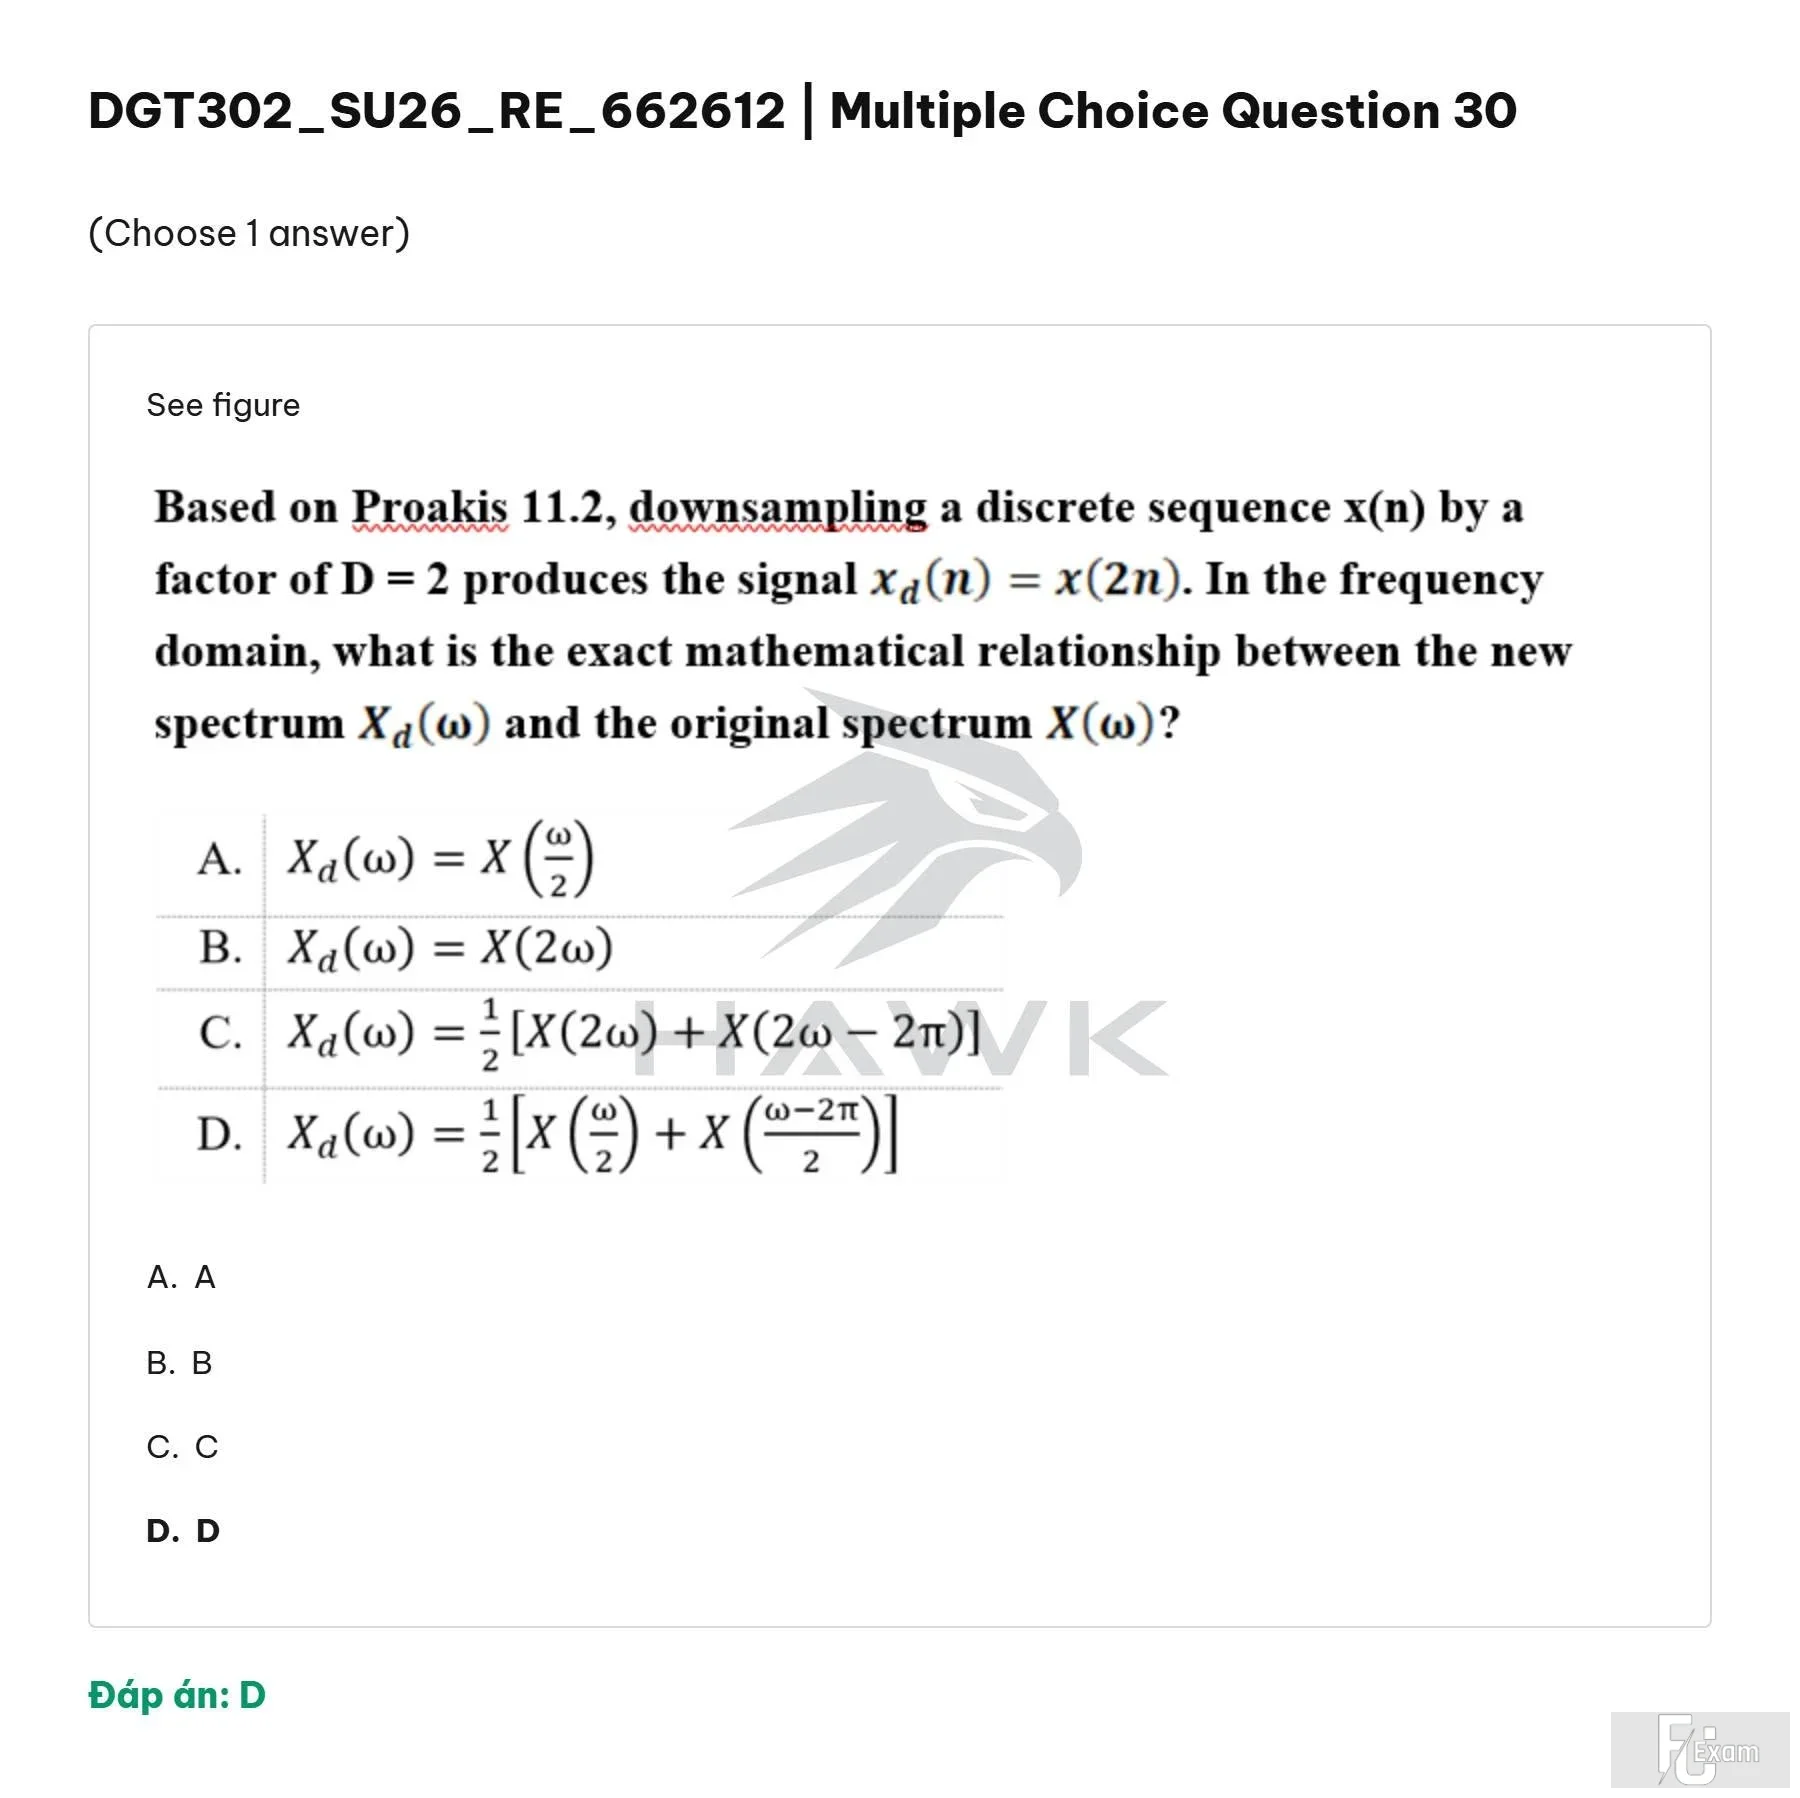 DGT302_SU26_RE_662612 | Multiple Choice Question 30
(Choose 1 answer)
See figure
Based on Proakis 11.2, downsampling a discrete sequence x(n) by a
factor of D = 2 produces the signal x_d(n) = x(2n). In the frequency
domain, what is the exact mathematical relationship between the new
spectrum X_d(ω) and the original spectrum X(ω)?
A. X_d(ω) = X(ω/2)
B. X_d(ω) = X(2ω)
C. X_d(ω) = 1/2 [X(2ω) + X(2ω − 2π)]
D. X_d(ω) = 1/2 [X(ω/2) + X((ω−2π)/2)]
HAWK
A. A
B. B
C. C
D. D
Đáp án: D
FU Exam